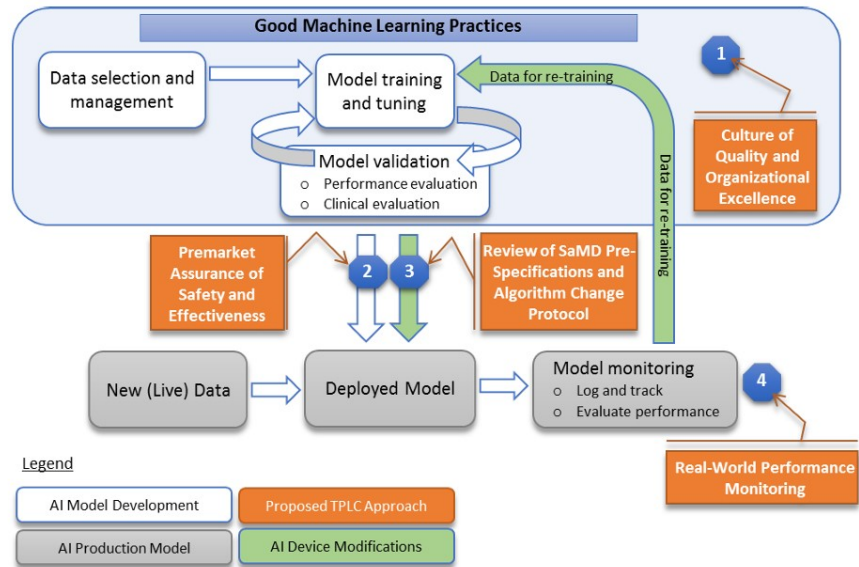 Good Machine Learning Practices
Data selection and
management
Model training
and tuning
Data for re-training
1
Culture of
Quality and
Organizational
Excellence
Model validation
o Performance evaluation
o Clinical evaluation
Data for re-training
Premarket
Assurance of
Safety and
Effectiveness
2
3
Review of SaMD Pre-
Specifications and
Algorithm Change
Protocol
New (Live) Data
Deployed Model
Model monitoring
o Log and track
o Evaluate performance
4
Real-World Performance
Monitoring
Legend
AI Model Development
Proposed TPLC Approach
AI Production Model
AI Device Modifications